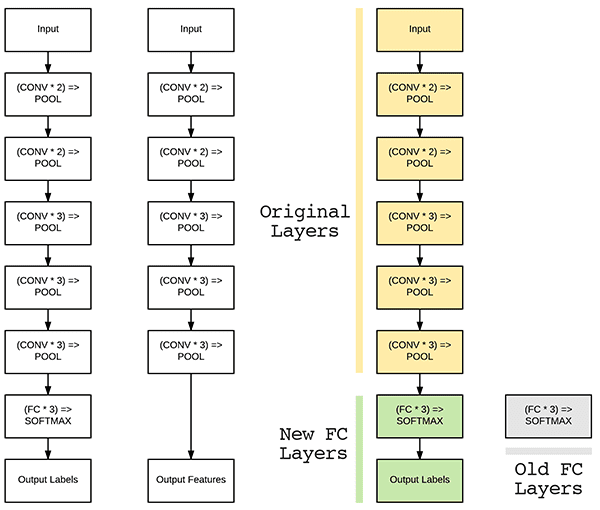 Input
(CONV * 2) =>
POOL
(CONV * 2) =>
POOL
(CONV * 3) =>
POOL
(CONV * 3) =>
POOL
(CONV * 3) =>
POOL
(FC * 3) =>
SOFTMAX
Output Labels
Input
(CONV * 2) =>
POOL
(CONV * 2) =>
POOL
(CONV * 3) =>
POOL
(CONV * 3) =>
POOL
(CONV * 3) =>
POOL
Output Features
Original
Layers
New FC
Layers
Input
(CONV * 2) =>
POOL
(CONV * 2) =>
POOL
(CONV * 3) =>
POOL
(CONV * 3) =>
POOL
(CONV * 3) =>
POOL
(FC * 3) =>
SOFTMAX
Output Labels
(FC * 3) =>
SOFTMAX
Old FC
Layers